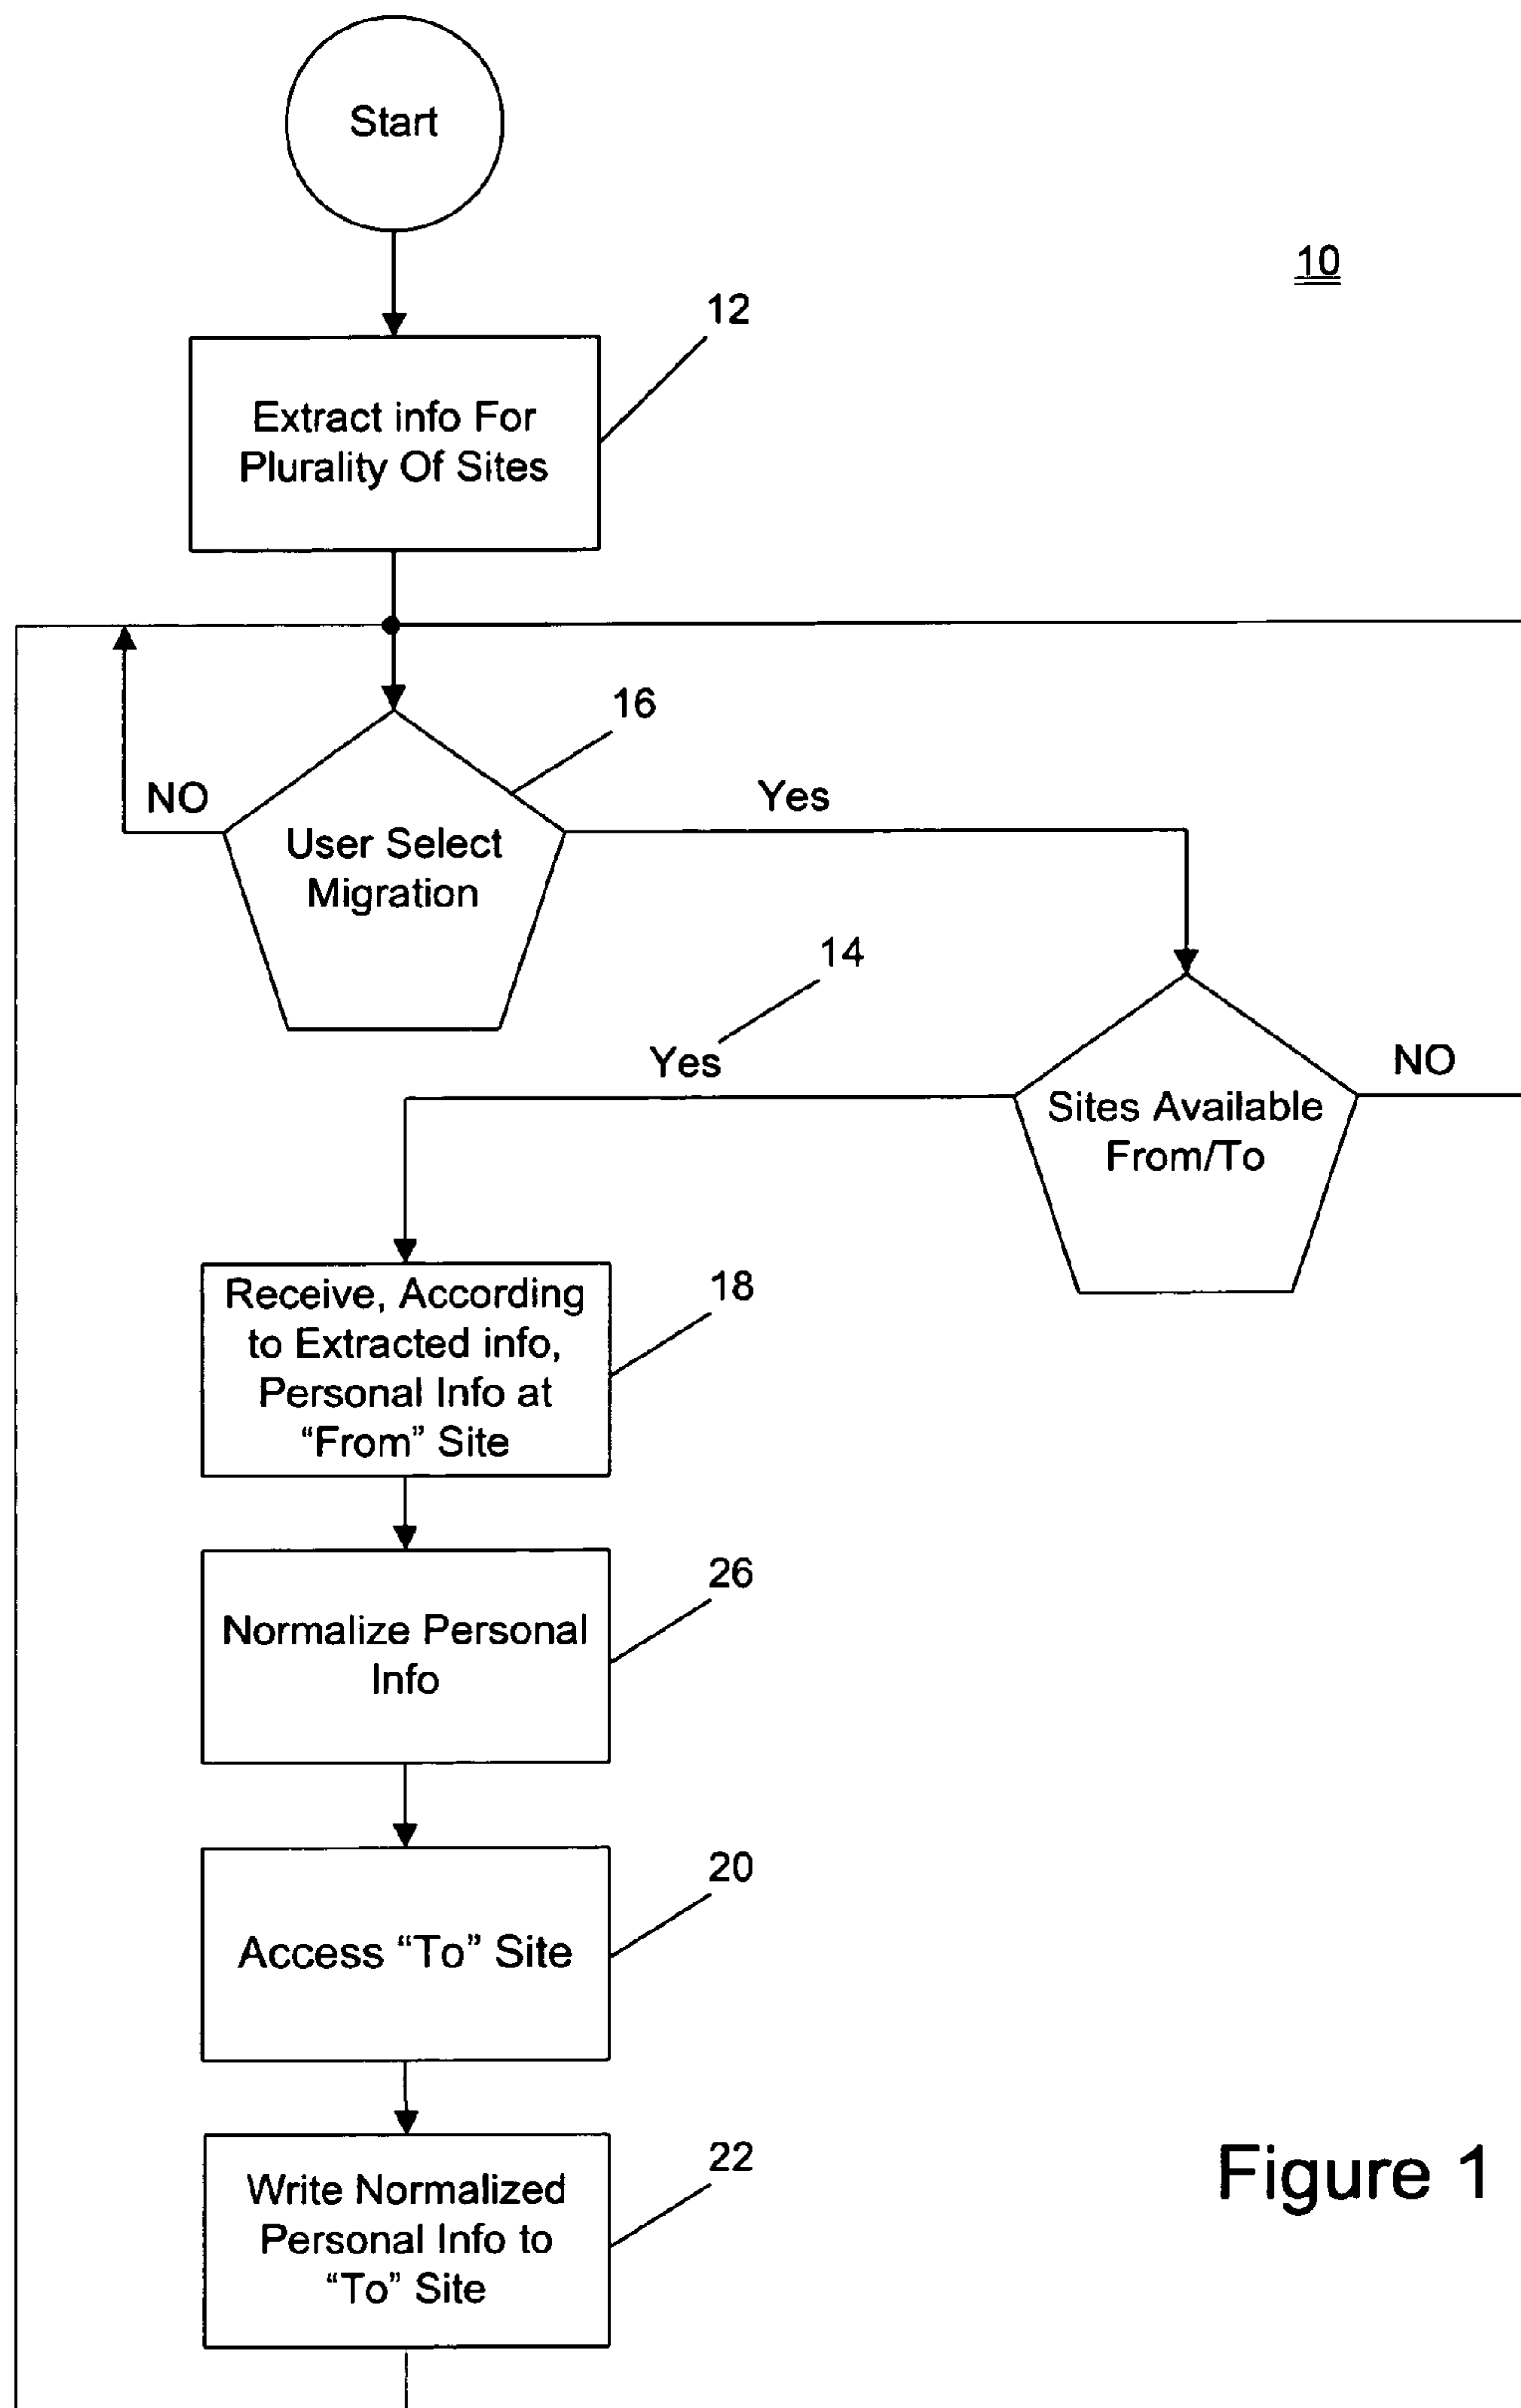 Start
10
12
Extract info For
Plurality Of Sites
16
NO
Yes
User Select
Migration
14
Yes
NO
Sites Available
From/To
18
Receive, According
to Extracted info,
Personal Info at
“From” Site
26
Normalize Personal
Info
20
Access “To” Site
22
Write Normalized
Personal Info to
“To” Site
Figure 1